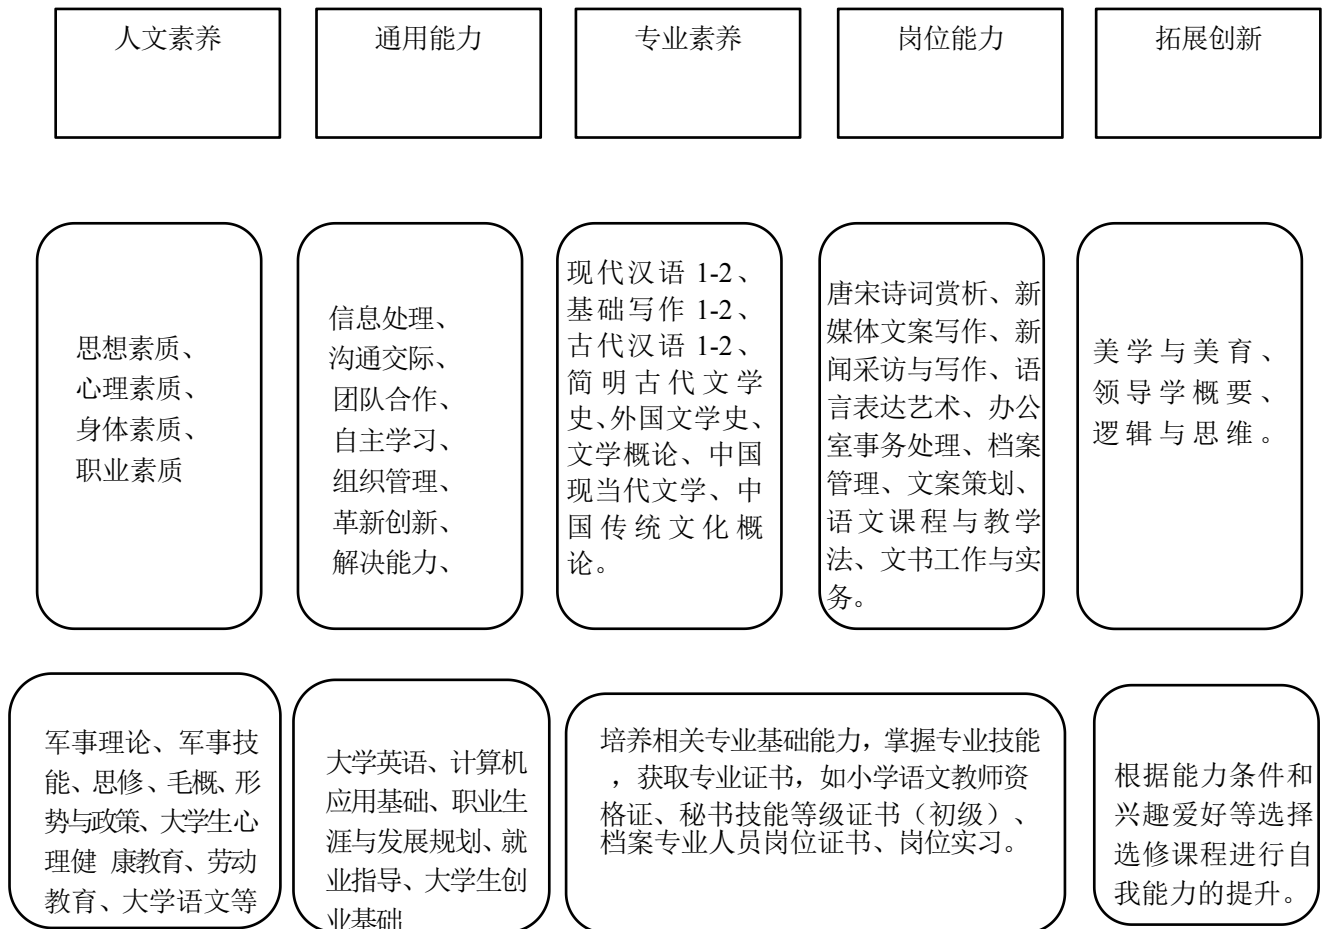 人文素养
通用能力
专业素养
岗位能力
拓展创新
思想素质、
心理素质、
身体素质、
职业素质
信息处理、
沟通交际、
团队合作、
自主学习、
组织管理、
革新创新、
解决能力、
现代汉语 1-2、
基础写作 1-2、
古代汉语 1-2、
简明古代文学
史、外国文学史、
文学概论、中国
现当代文学、中
国传统文化概
论。
唐宋诗词赏析、新
媒体文案写作、新
闻采访与写作、语
言表达艺术、办公
室事务处理、档案
管理、文案策划、
语文课程与教学
法、文书工作与实
务。
美学与美育、
领导学概要、
逻辑与思维。
军事理论、军事技
能、思修、毛概、形
势与政策、大学生心
理健 康教育、劳动
教育、大学语文等
大学英语、计算机
应用基础、职业生
涯与发展规划、就
业指导、大学生创
业基础
培养相关专业基础能力，掌握专业技能
，获取专业证书，如小学语文教师资
格证、秘书技能等级证书（初级）、
档案专业人员岗位证书、岗位实习。
根据能力条件和
兴趣爱好等选择
选修课程进行自
我能力的提升。